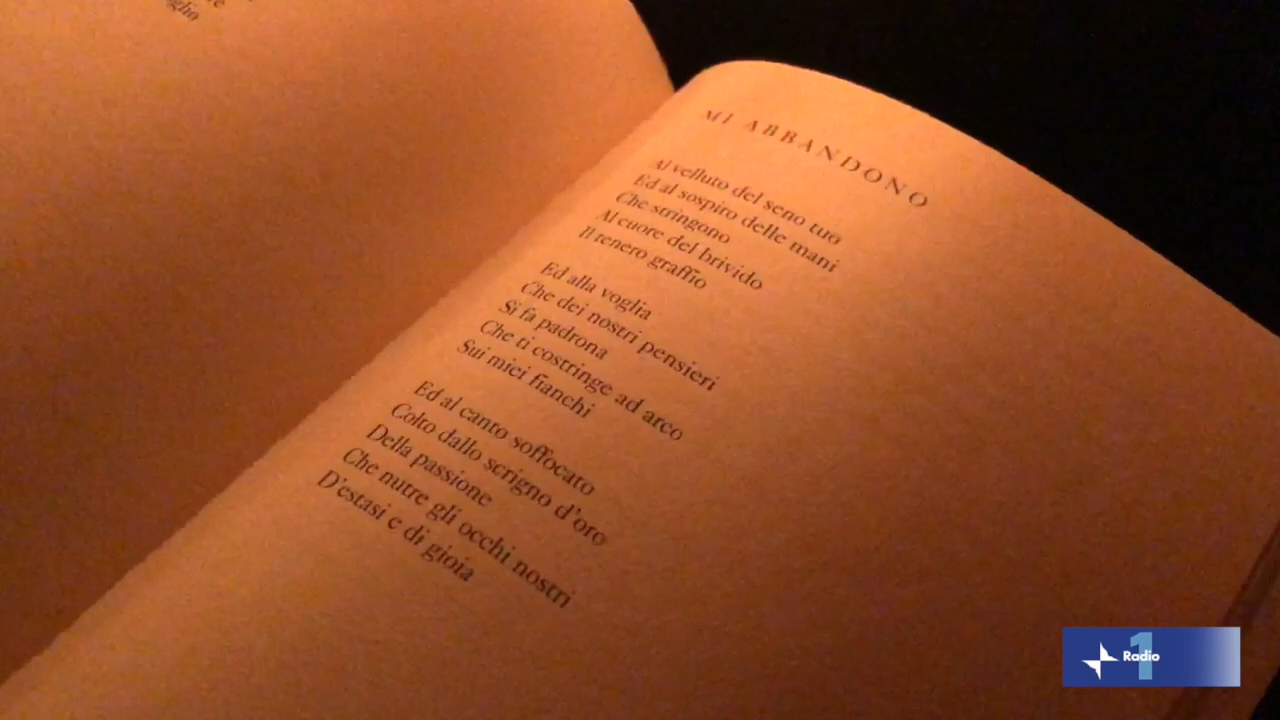 MI ABBANDONO
Al velluto del seno tuo
Ed al sospiro delle mani
Che stringono
Al cuore del brivido
Il tenero graffio
Ed alla voglia
Che dei nostri pensieri
Si fa padrona
Che ti costringe ad arco
Sui miei fianchi
Ed al canto soffocato
Colto dallo scrigno d'oro
Della passione
Che nutre gli occhi nostri
D'estasi e di gioia
Radio 1